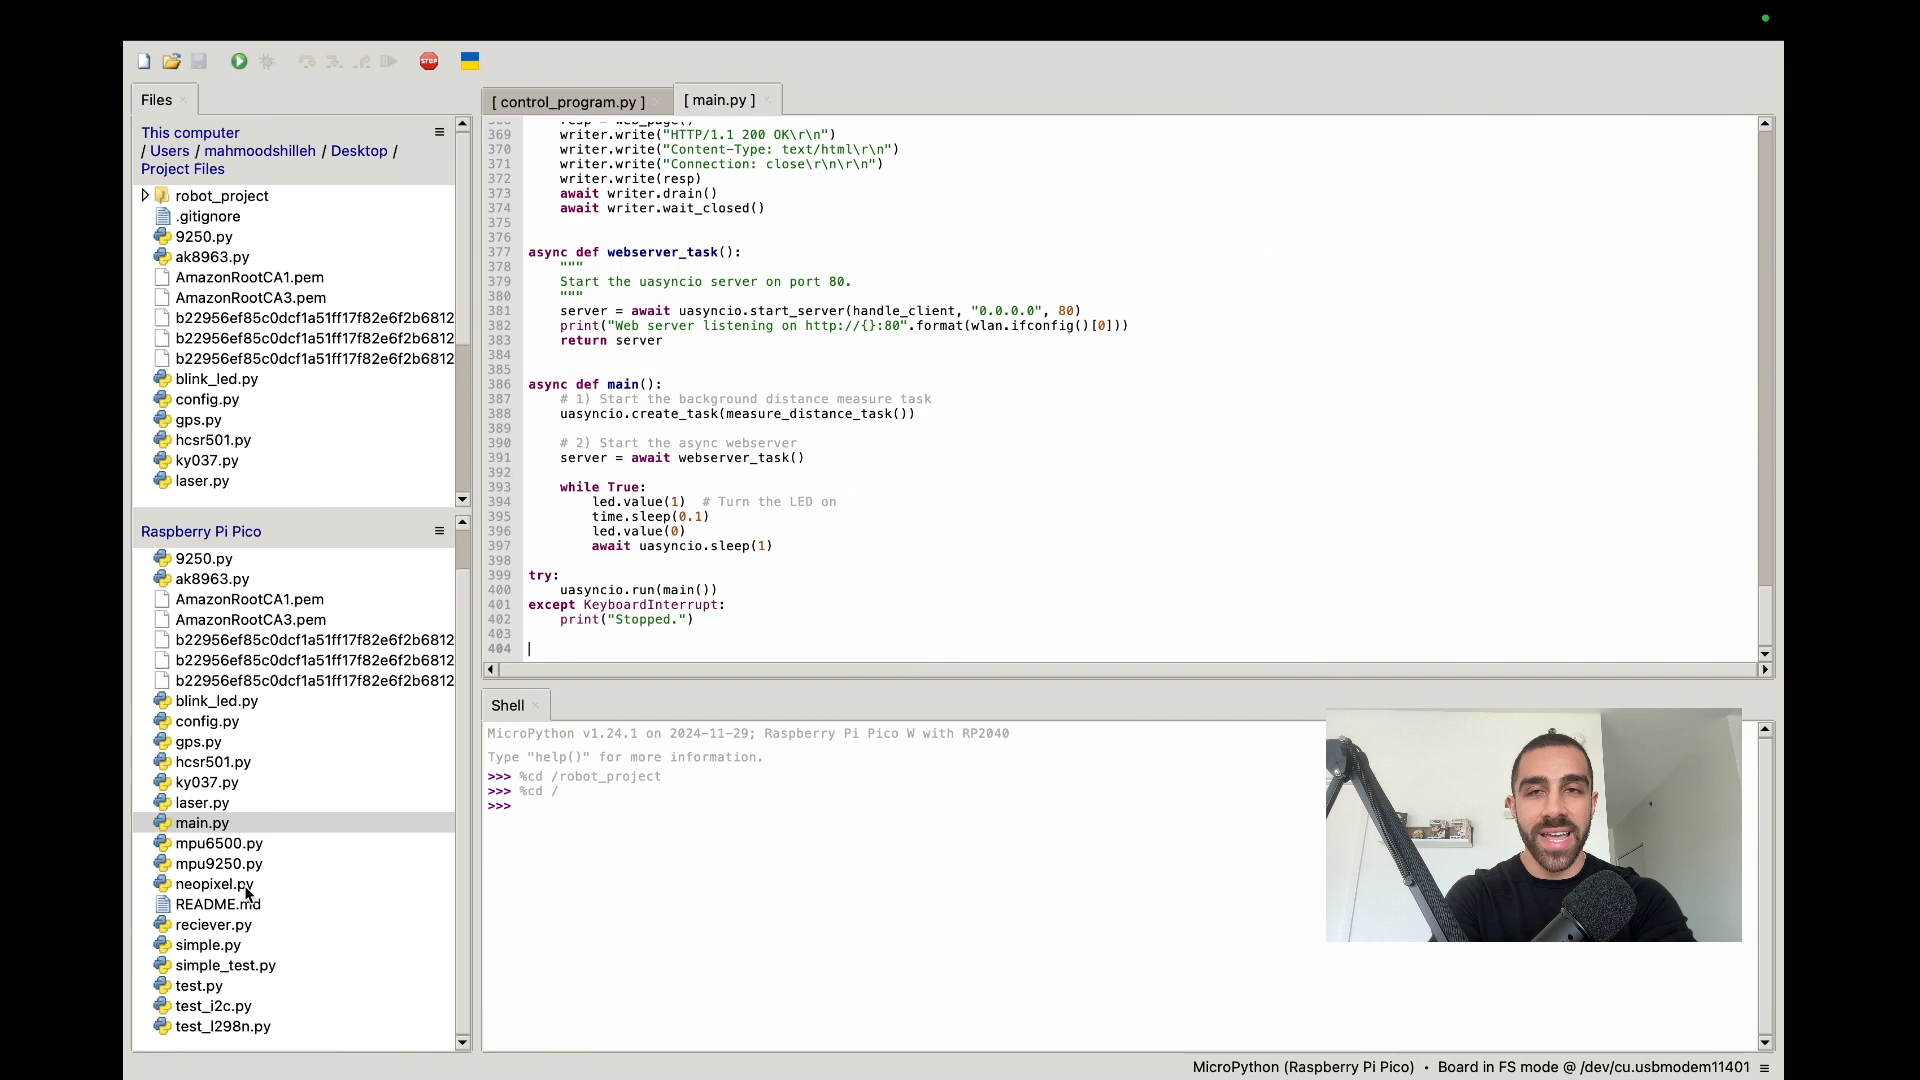 STOP
Files
[ control_program.py ]
[ main.py ]
This computer
/ Users / mahmoodshilleh / Desktop /
Project Files
robot_project
.gitignore
9250.py
ak8963.py
AmazonRootCA1.pem
AmazonRootCA3.pem
b22956ef85c0dcf1a51ff17f82e6f2b6812
b22956ef85c0dcf1a51ff17f82e6f2b6812
b22956ef85c0dcf1a51ff17f82e6f2b6812
blink_led.py
config.py
gps.py
hcsr501.py
ky037.py
laser.py
Raspberry Pi Pico
9250.py
ak8963.py
AmazonRootCA1.pem
AmazonRootCA3.pem
b22956ef85c0dcf1a51ff17f82e6f2b6812
b22956ef85c0dcf1a51ff17f82e6f2b6812
b22956ef85c0dcf1a51ff17f82e6f2b6812
blink_led.py
config.py
gps.py
hcsr501.py
ky037.py
laser.py
main.py
mpu6500.py
mpu9250.py
neopixel.py
README.md
reciever.py
simple.py
simple_test.py
test.py
test_i2c.py
test_l298n.py
368 resp = web_page()
369 writer.write("HTTP/1.1 200 OK\r\n")
370 writer.write("Content-Type: text/html\r\n")
371 writer.write("Connection: close\r\n\r\n")
372 writer.write(resp)
373 await writer.drain()
374 await writer.wait_closed()
375
376
377 async def webserver_task():
378 """
379 Start the uasyncio server on port 80.
380 """
381 server = await uasyncio.start_server(handle_client, "0.0.0.0", 80)
382 print("Web server listening on http://{}:80".format(wlan.ifconfig()[0]))
383 return server
384
385
386 async def main():
387 # 1) Start the background distance measure task
388 uasyncio.create_task(measure_distance_task())
389
390 # 2) Start the async webserver
391 server = await webserver_task()
392
393 while True:
394 led.value(1) # Turn the LED on
395 time.sleep(0.1)
396 led.value(0)
397 await uasyncio.sleep(1)
398
399 try:
400 uasyncio.run(main())
401 except KeyboardInterrupt:
402 print("Stopped.")
403
404
Shell
MicroPython v1.24.1 on 2024-11-29; Raspberry Pi Pico W with RP2040
Type "help()" for more information.
>>> %cd /robot_project
>>> %cd /
>>>
MicroPython (Raspberry Pi Pico) • Board in FS mode @ /dev/cu.usbmodem11401 ≡